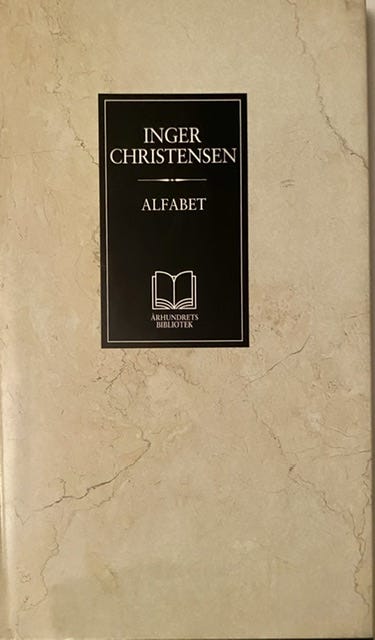 INGER
CHRISTENSEN
ALFABET
ÅRHUNDRETS
BIBLIOTEK